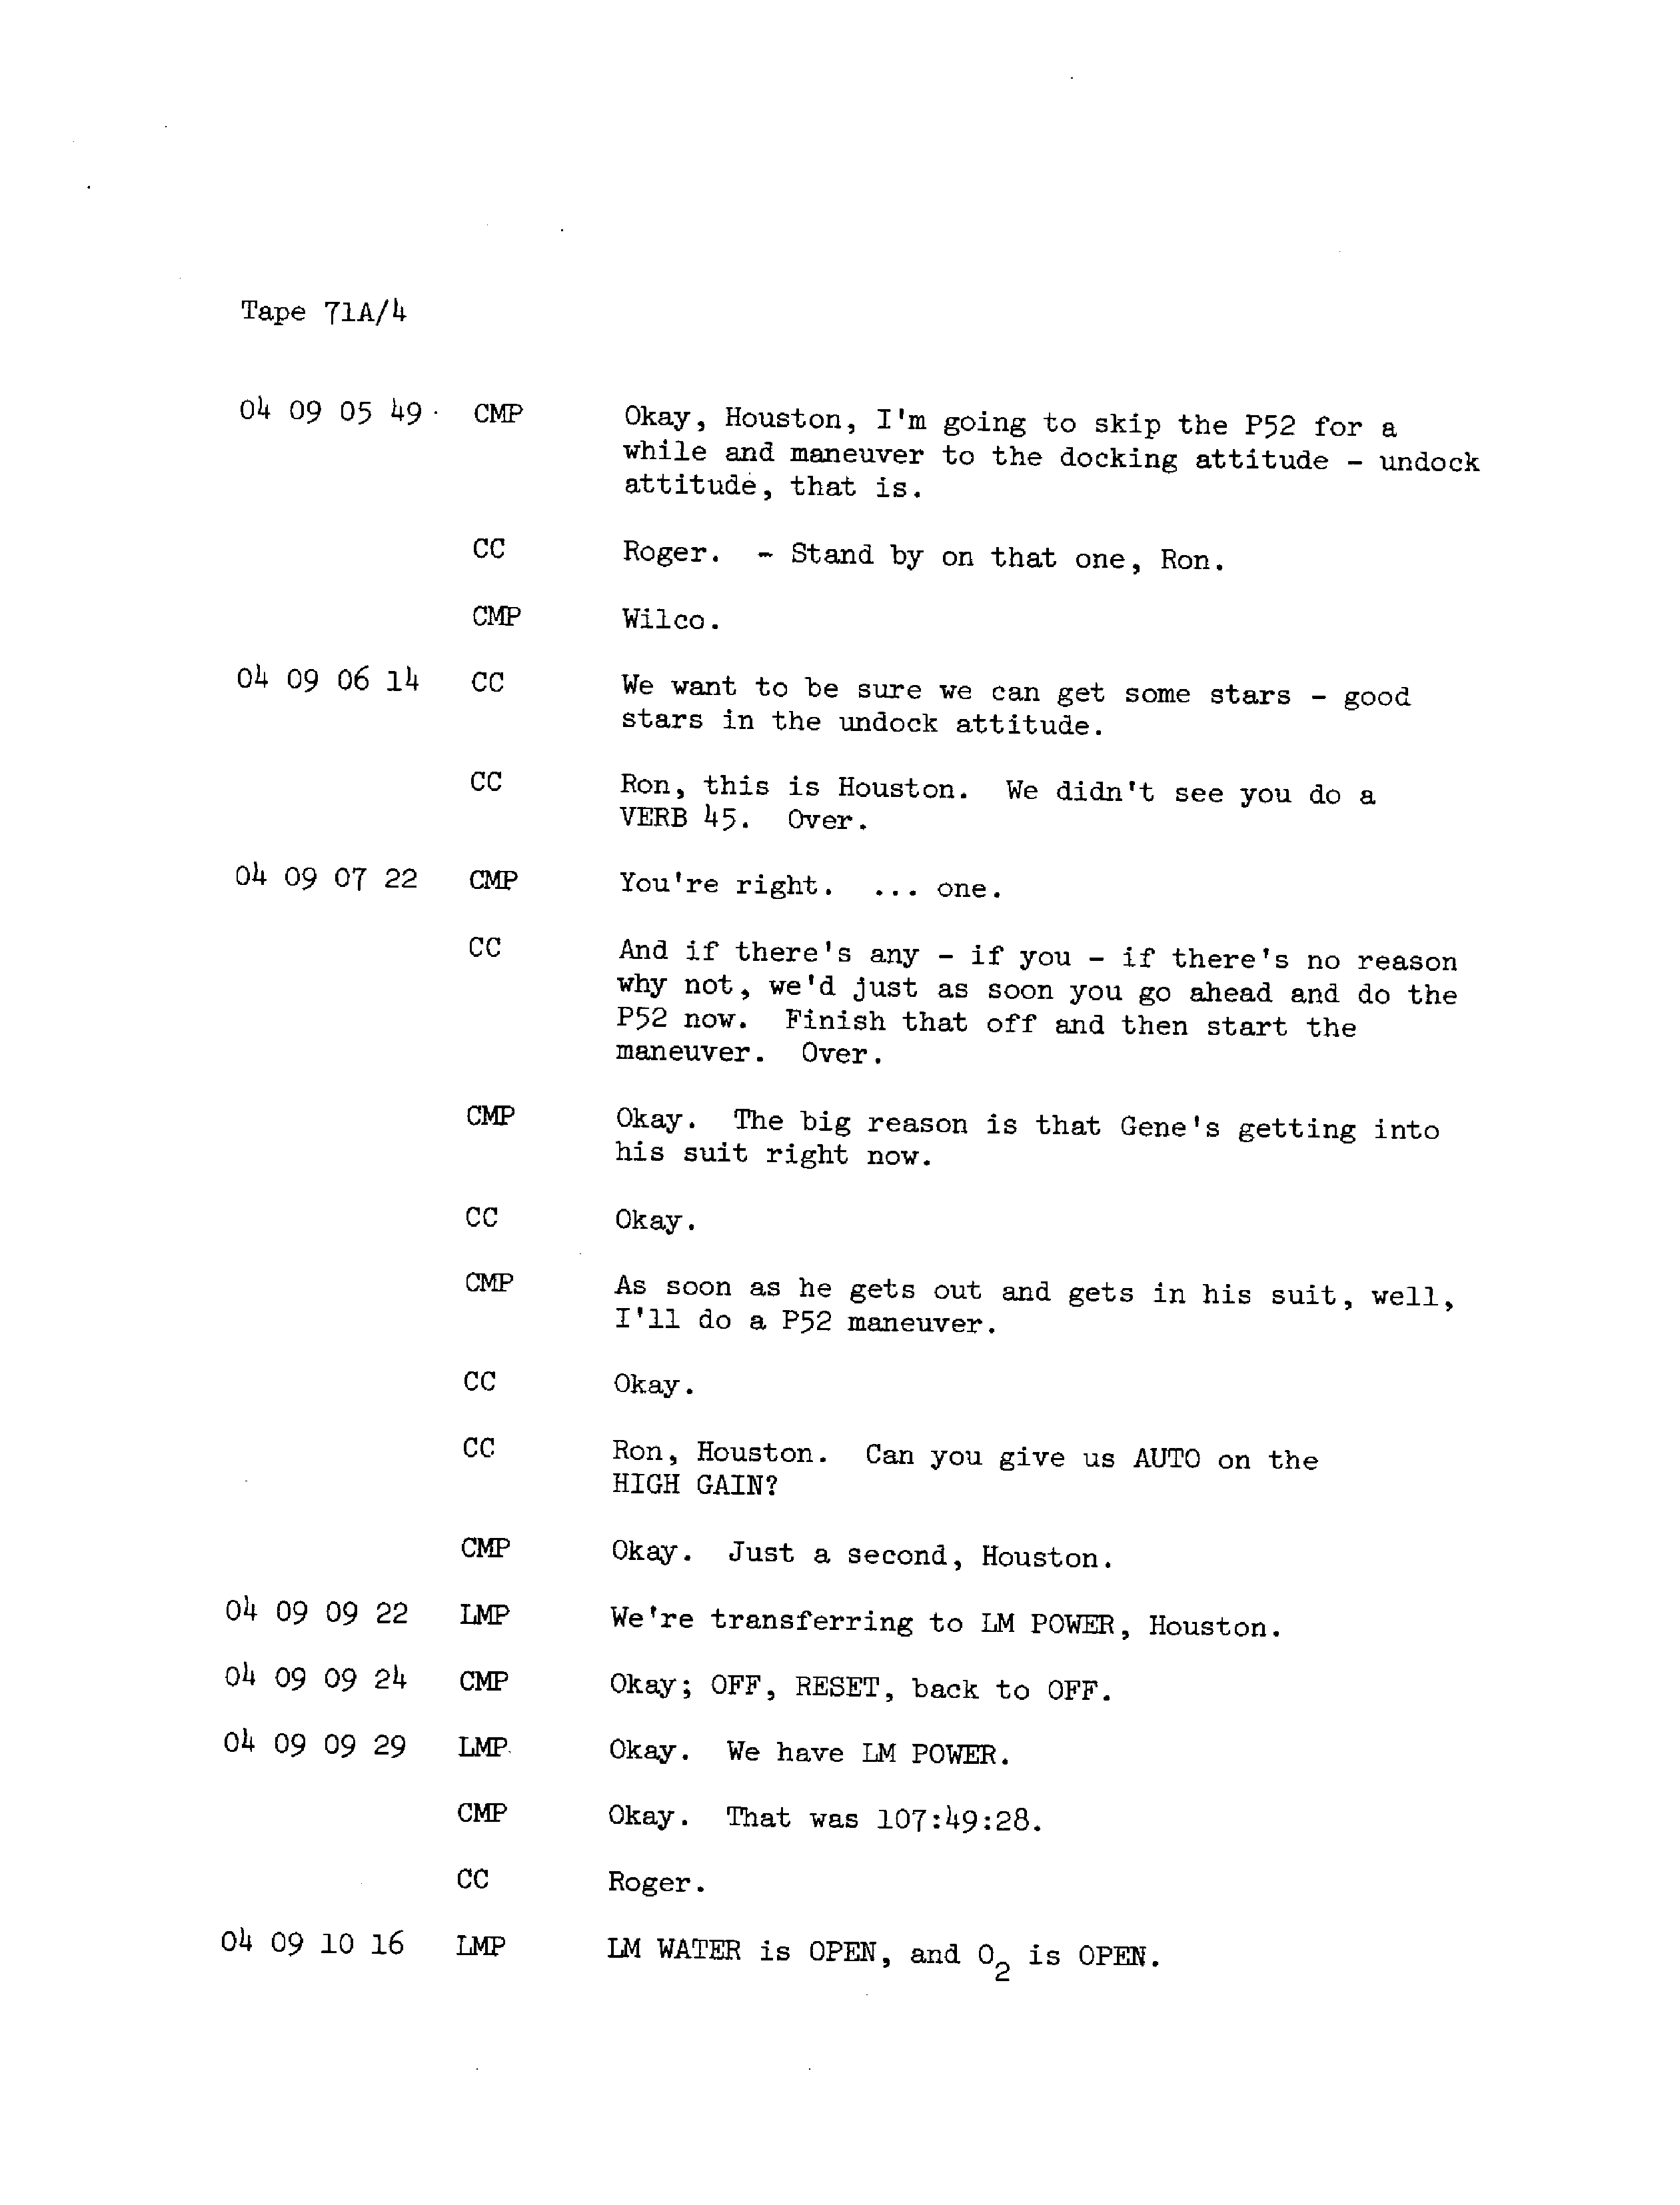 Tape 71A/4
04 09 05 49 CMP Okay, Houston, I'm going to skip the P52 for a
while and maneuver to the docking attitude - undock
attitude, that is.
CC Roger. - Stand by on that one, Ron.
CMP Wilco.
04 09 06 14 CC We want to be sure we can get some stars - good
stars in the undock attitude.
CC Ron, this is Houston. We didn't see you do a
VERB 45. Over.
04 09 07 22 CMP You're right. ... one.
CC And if there's any - if you - if there's no reason
why not, we'd just as soon you go ahead and do the
P52 now. Finish that off and then start the
maneuver. Over.
CMP Okay. The big reason is that Gene's getting into
his suit right now.
CC Okay.
CMP As soon as he gets out and gets in his suit, well,
I'll do a P52 maneuver.
CC Okay.
CC Ron, Houston. Can you give us AUTO on the
HIGH GAIN?
CMP Okay. Just a second, Houston.
04 09 09 22 LMP We're transferring to LM POWER, Houston.
04 09 09 24 CMP Okay; OFF, RESET, back to OFF.
04 09 09 29 LMP Okay. We have LM POWER.
CMP Okay. That was 107:49:28.
CC Roger.
04 09 10 16 LMP LM WATER is OPEN, and O2 is OPEN.